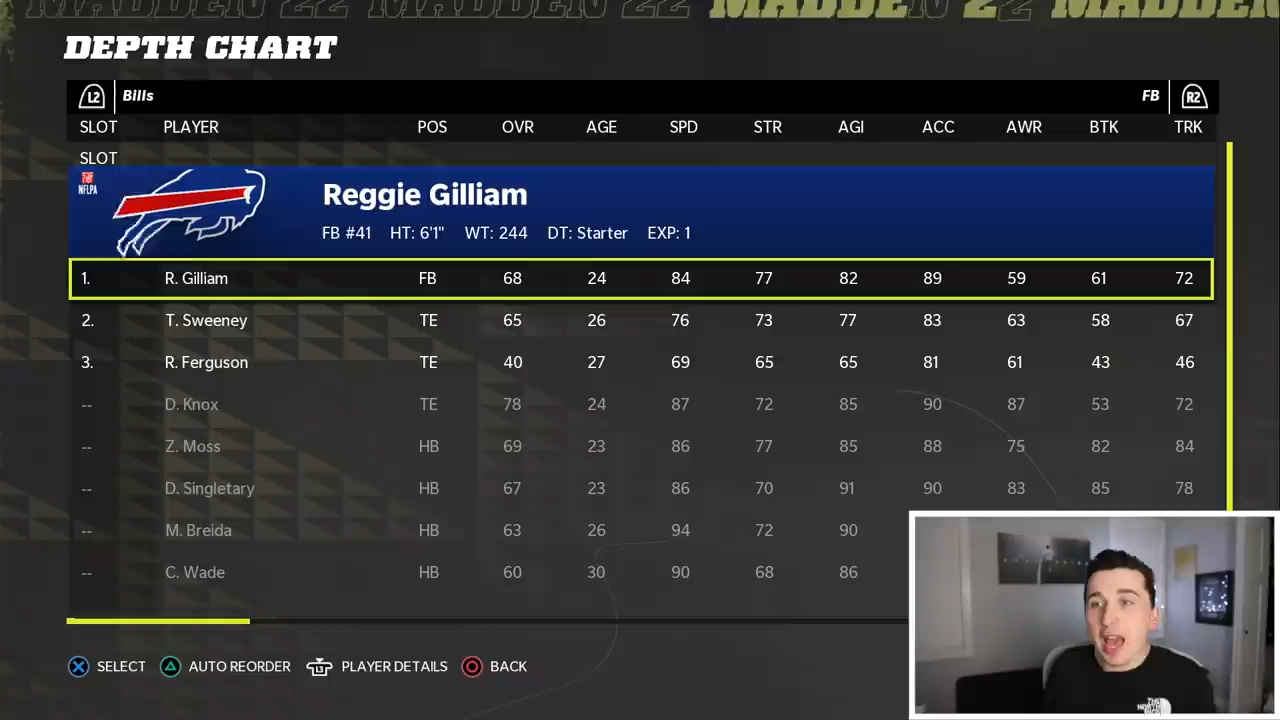 MADDEN 22 MADDEN 22 MADDEN 22 MADDEN
DEPTH CHART
L2 Bills FB R2
SLOT PLAYER POS OVR AGE SPD STR AGI ACC AWR BTK TRK
SLOT
NFLPA
Reggie Gilliam
FB #41 HT: 6'1" WT: 244 DT: Starter EXP: 1
1. R. Gilliam FB 68 24 84 77 82 89 59 61 72
2. T. Sweeney TE 65 26 76 73 77 83 63 58 67
3. R. Ferguson TE 40 27 69 65 65 81 61 43 46
-- D. Knox TE 78 24 87 72 85 90 87 53 72
-- Z. Moss HB 69 23 86 77 85 88 75 82 84
-- D. Singletary HB 67 23 86 70 91 90 83 85 78
-- M. Breida HB 63 26 94 72 90
-- C. Wade HB 60 30 90 68 86
SELECT AUTO REORDER L3 PLAYER DETAILS BACK
THE
NORTH